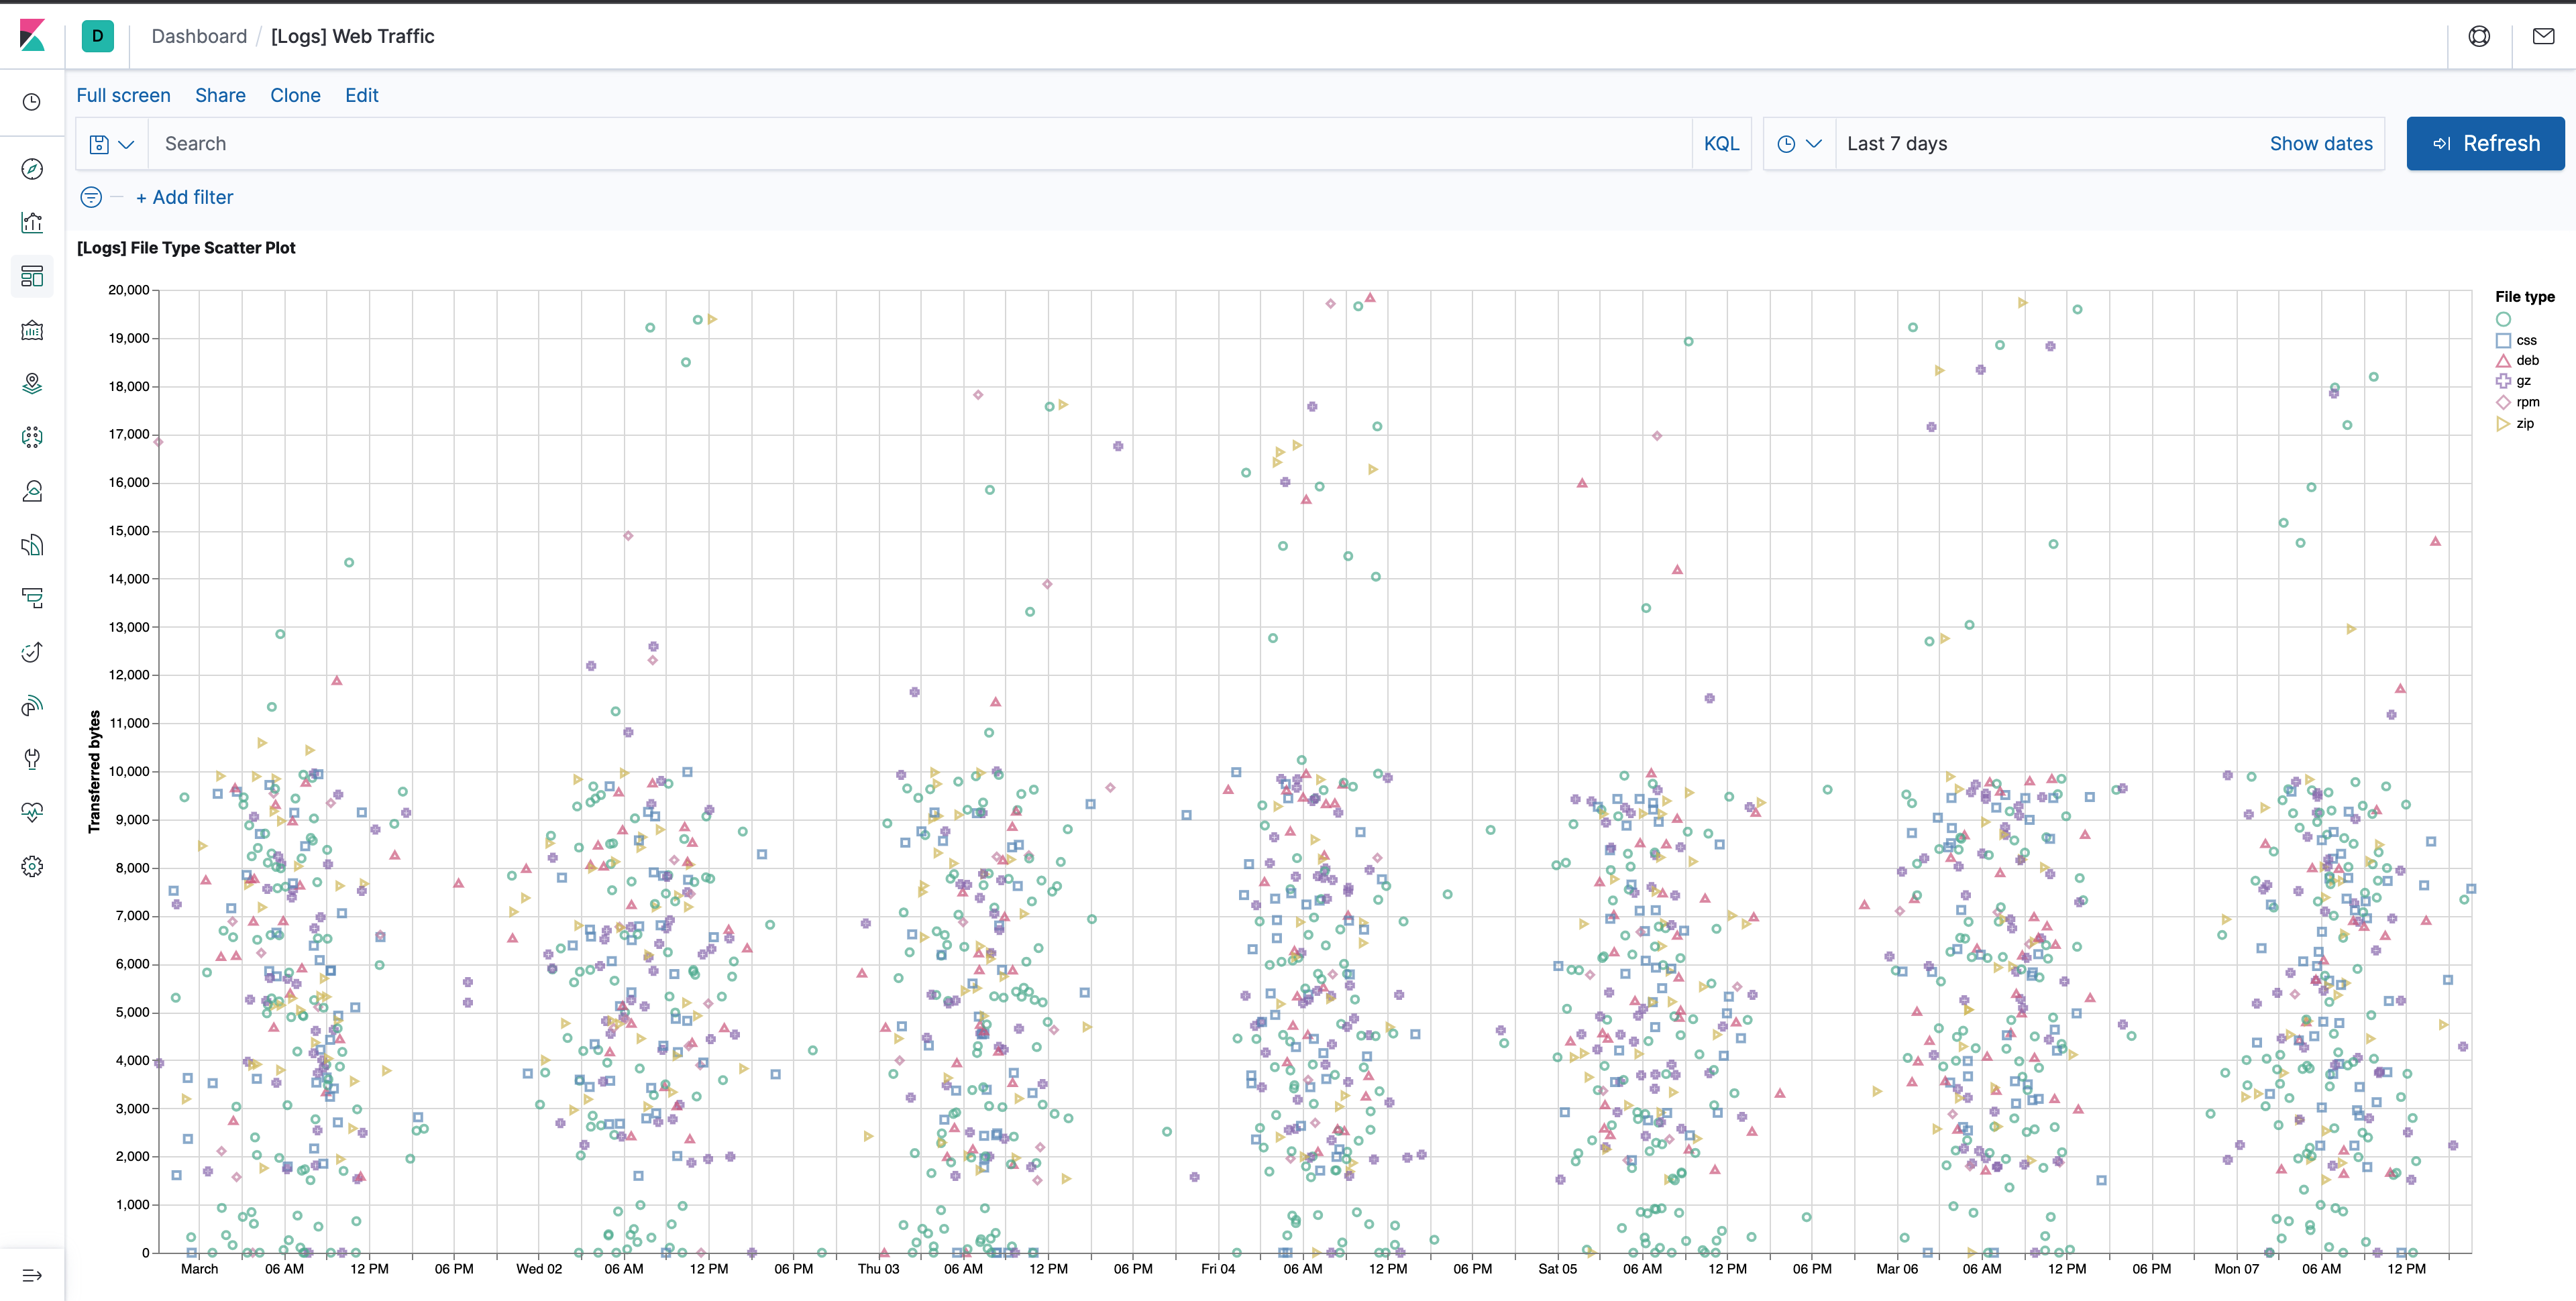 D Dashboard / [Logs] Web Traffic
Full screen Share Clone Edit
Search KQL Last 7 days Show dates Refresh
+ Add filter
[Logs] File Type Scatter Plot
Transferred bytes
20,000
19,000
18,000
17,000
16,000
15,000
14,000
13,000
12,000
11,000
10,000
9,000
8,000
7,000
6,000
5,000
4,000
3,000
2,000
1,000
0
March 06 AM 12 PM 06 PM Wed 02 06 AM 12 PM 06 PM Thu 03 06 AM 12 PM 06 PM Fri 04 06 AM 12 PM 06 PM Sat 05 06 AM 12 PM 06 PM Mar 06 06 AM 12 PM 06 PM Mon 07 06 AM 12 PM
File type
css
deb
gz
rpm
zip